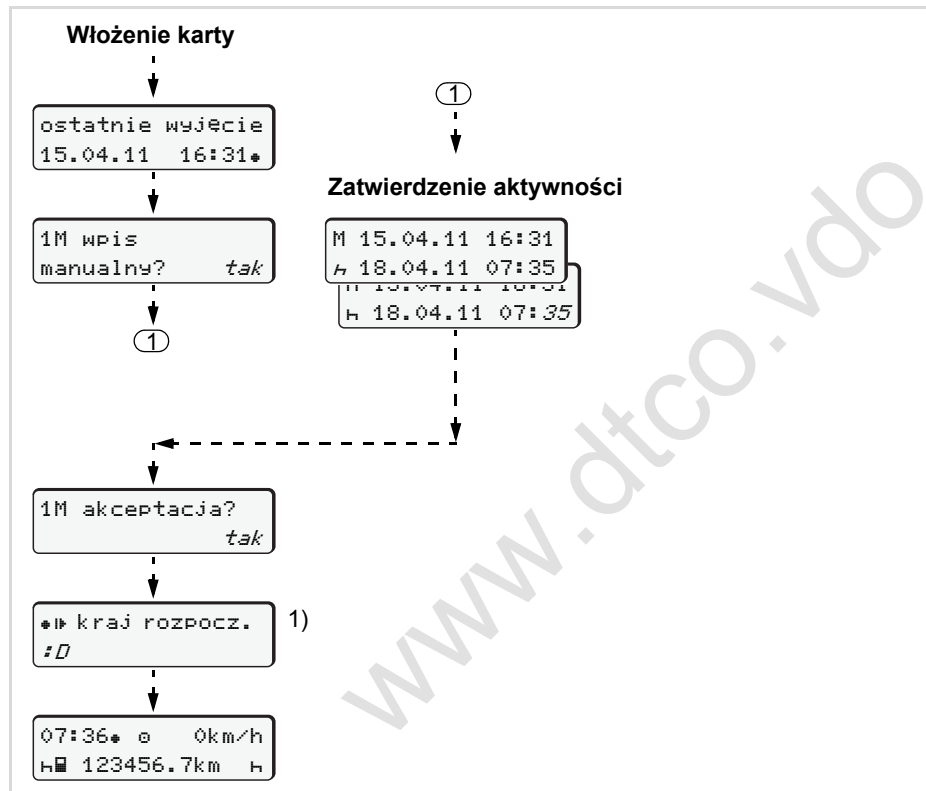 Włożenie karty
ostatnie wyjęcie
15.04.11 16:31
1M wpis
manualny? tak
1
1
Zatwierdzenie aktywności
M 15.04.11 16:31
h 18.04.11 07:35
h 18.04.11 07:35
1M akceptacja?
tak
kraj rozpocz.
:D
1)
07:36 0km/h
h 123456.7km h
www.dtco.vdo